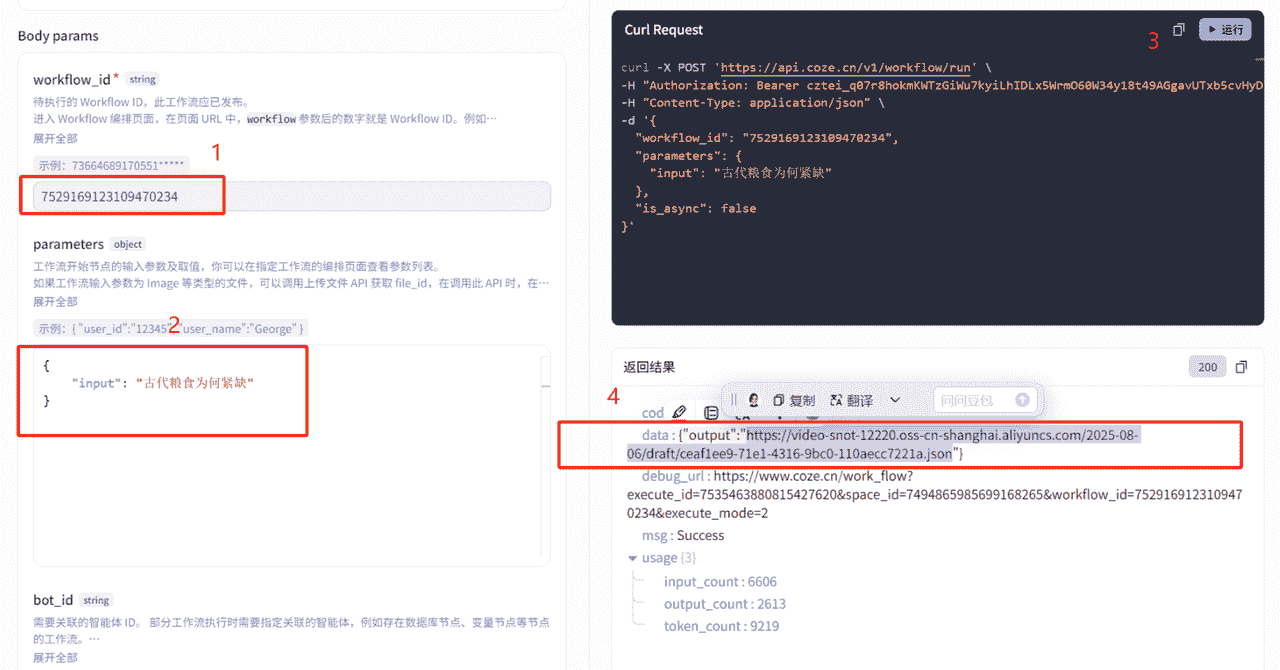 Body params
workflow_id* string
待执行的 Workflow ID，此工作流应已发布。
进入 Workflow 编排页面，在页面 URL 中，workflow 参数后的数字就是 Workflow ID。例如…
展开全部
示例：73664689170551*****
1
7529169123109470234
parameters object
工作流开始节点的输入参数及取值，你可以在指定工作流的编排页面查看参数列表。
如果工作流输入参数为 Image 等类型的文件，可以调用上传文件 API 获取 file_id，在调用此 API 时，在…
展开全部
示例：{ "user_id":"12345" "user_name":"George" }
2
{
"input": "古代粮食为何紧缺"
}
bot_id string
需要关联的智能体 ID。 部分工作流执行时需要指定关联的智能体，例如存在数据库节点、变量节点等节点
的工作流。…
展开全部
Curl Request
3
运行
curl -X POST 'https://api.coze.cn/v1/workflow/run' \
-H "Authorization: Bearer cztei_q07r8hokmKWTzGiWu7kyiLhIDLx5WrmO60W34y18t49AGgavUTxb5cvHyD
-H "Content-Type: application/json" \
-d '{
"workflow_id": "7529169123109470234",
"parameters": {
"input": "古代粮食为何紧缺"
},
"is_async": false
}'
返回结果
200
4
复制 翻译 问问豆包
cod
data : {"output":"https://video-snot-12220.oss-cn-shanghai.aliyuncs.com/2025-08-
06/draft/ceaf1ee9-71e1-4316-9bc0-110aecc7221a.json"}
debug_url : https://www.coze.cn/work_flow?
execute_id=7535463880815427620&space_id=7494865985699168265&workflow_id=752916912310947
0234&execute_mode=2
msg : Success
usage {3}
input_count : 6606
output_count : 2613
token_count : 9219